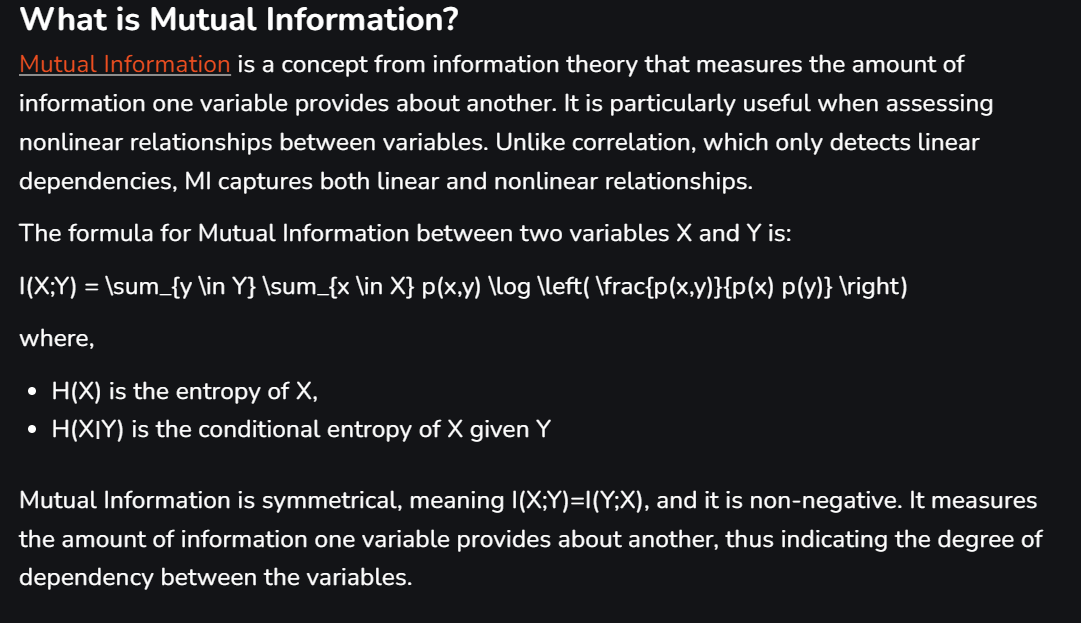 What is Mutual Information?
Mutual Information is a concept from information theory that measures the amount of
information one variable provides about another. It is particularly useful when assessing
nonlinear relationships between variables. Unlike correlation, which only detects linear
dependencies, MI captures both linear and nonlinear relationships.
The formula for Mutual Information between two variables X and Y is:
I(X;Y) = \sum_{y \in Y} \sum_{x \in X} p(x,y) \log \left( \frac{p(x,y)}{p(x) p(y)} \right)
where,
• H(X) is the entropy of X,
• H(X|Y) is the conditional entropy of X given Y
Mutual Information is symmetrical, meaning I(X;Y)=I(Y;X), and it is non-negative. It measures
the amount of information one variable provides about another, thus indicating the degree of
dependency between the variables.